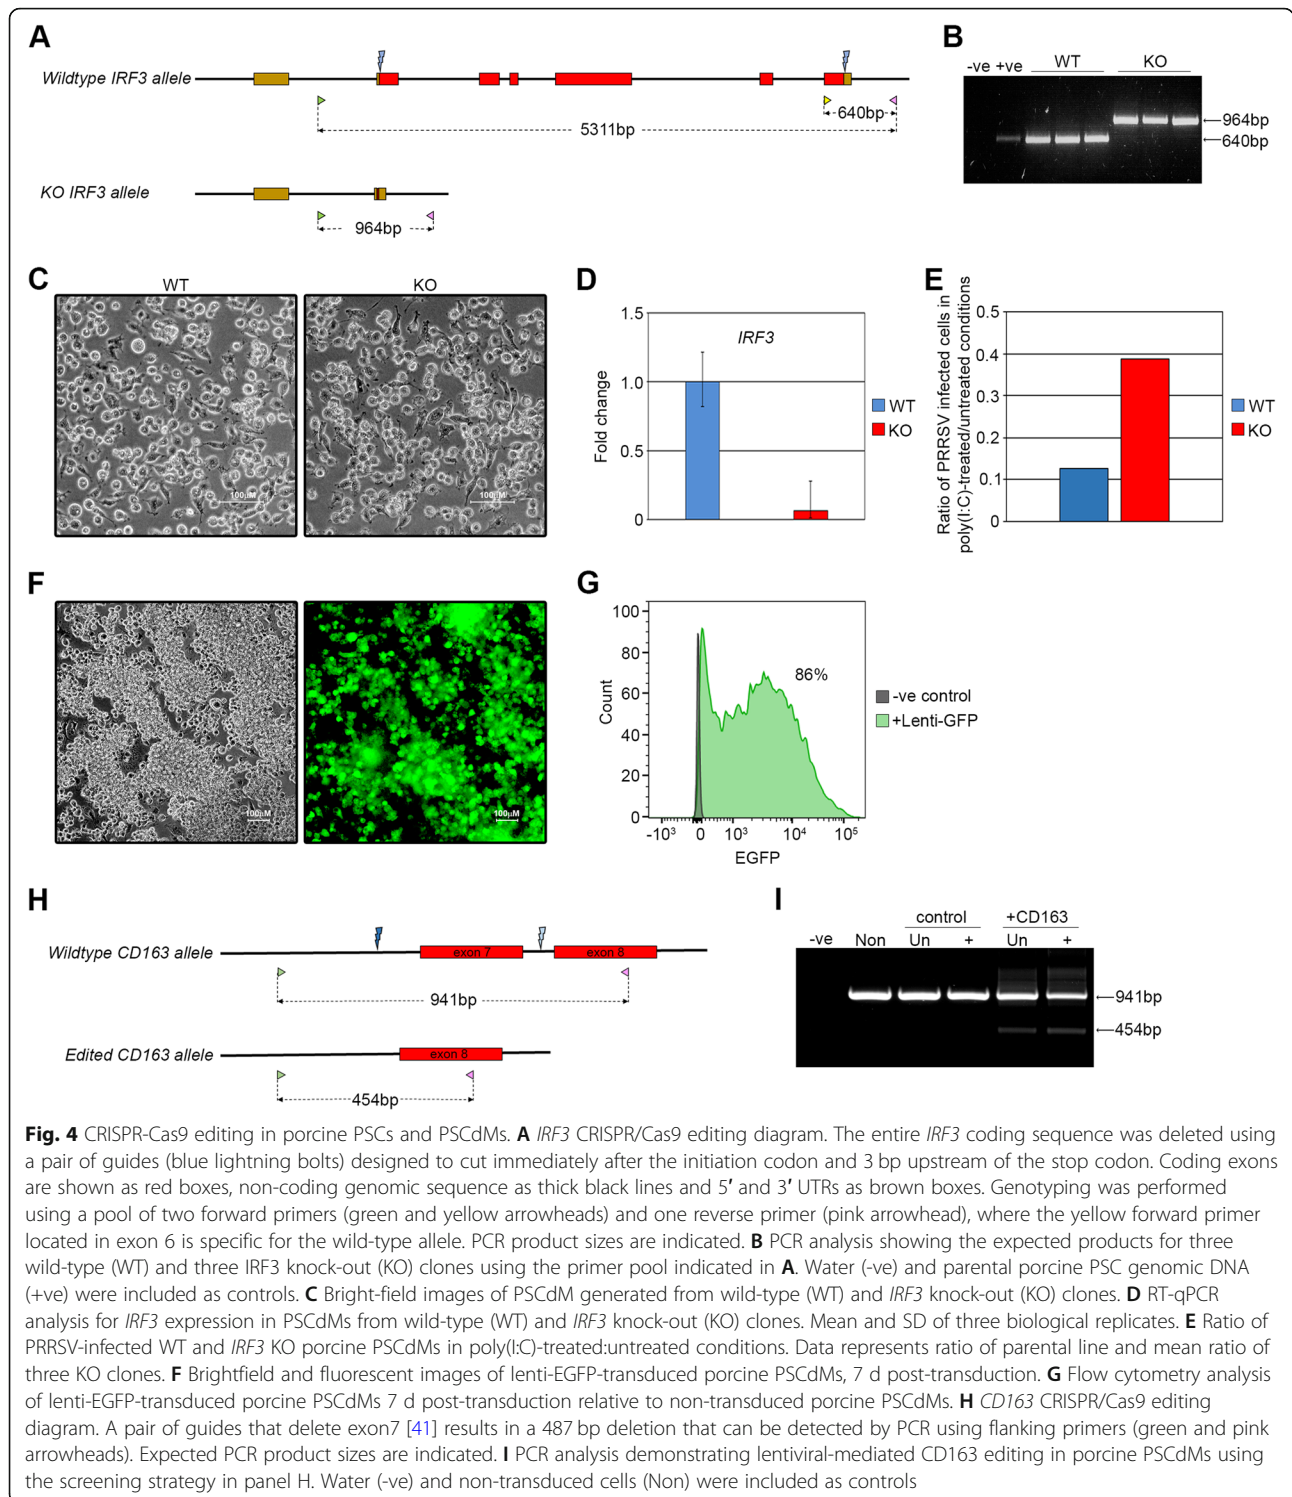 A
Wildtype IRF3 allele
640bp
5311bp
KO IRF3 allele
964bp
B
-ve +ve WT KO
964bp
640bp
C
WT KO
100µM 100µM
D
Fold change
1.5
1.0
0.5
0
IRF3
WT
KO
E
Ratio of PRRSV infected cells in
poly(I:C)-treated/untreated conditions
0.5
0.4
0.3
0.2
0.1
0
WT
KO
F
100µM 100µM
G
Count
100
80
60
40
20
0
86%
-10³ 0 10³ 10⁴ 10⁵
EGFP
-ve control
+Lenti-GFP
H
Wildtype CD163 allele
exon 7 exon 8
941bp
Edited CD163 allele
exon 8
454bp
I
control +CD163
-ve Non Un + Un +
941bp
454bp
Fig. 4 CRISPR-Cas9 editing in porcine PSCs and PSCdMs. A IRF3 CRISPR/Cas9 editing diagram. The entire IRF3 coding sequence was deleted using
a pair of guides (blue lightning bolts) designed to cut immediately after the initiation codon and 3 bp upstream of the stop codon. Coding exons
are shown as red boxes, non-coding genomic sequence as thick black lines and 5′ and 3′ UTRs as brown boxes. Genotyping was performed
using a pool of two forward primers (green and yellow arrowheads) and one reverse primer (pink arrowhead), where the yellow forward primer
located in exon 6 is specific for the wild-type allele. PCR product sizes are indicated. B PCR analysis showing the expected products for three
wild-type (WT) and three IRF3 knock-out (KO) clones using the primer pool indicated in A. Water (-ve) and parental porcine PSC genomic DNA
(+ve) were included as controls. C Bright-field images of PSCdM generated from wild-type (WT) and IRF3 knock-out (KO) clones. D RT-qPCR
analysis for IRF3 expression in PSCdMs from wild-type (WT) and IRF3 knock-out (KO) clones. Mean and SD of three biological replicates. E Ratio of
PRRSV-infected WT and IRF3 KO porcine PSCdMs in poly(I:C)-treated:untreated conditions. Data represents ratio of parental line and mean ratio of
three KO clones. F Brightfield and fluorescent images of lenti-EGFP-transduced porcine PSCdMs, 7 d post-transduction. G Flow cytometry analysis
of lenti-EGFP-transduced porcine PSCdMs 7 d post-transduction relative to non-transduced porcine PSCdMs. H CD163 CRISPR/Cas9 editing
diagram. A pair of guides that delete exon7 [41] results in a 487 bp deletion that can be detected by PCR using flanking primers (green and pink
arrowheads). Expected PCR product sizes are indicated. I PCR analysis demonstrating lentiviral-mediated CD163 editing in porcine PSCdMs using
the screening strategy in panel H. Water (-ve) and non-transduced cells (Non) were included as controls